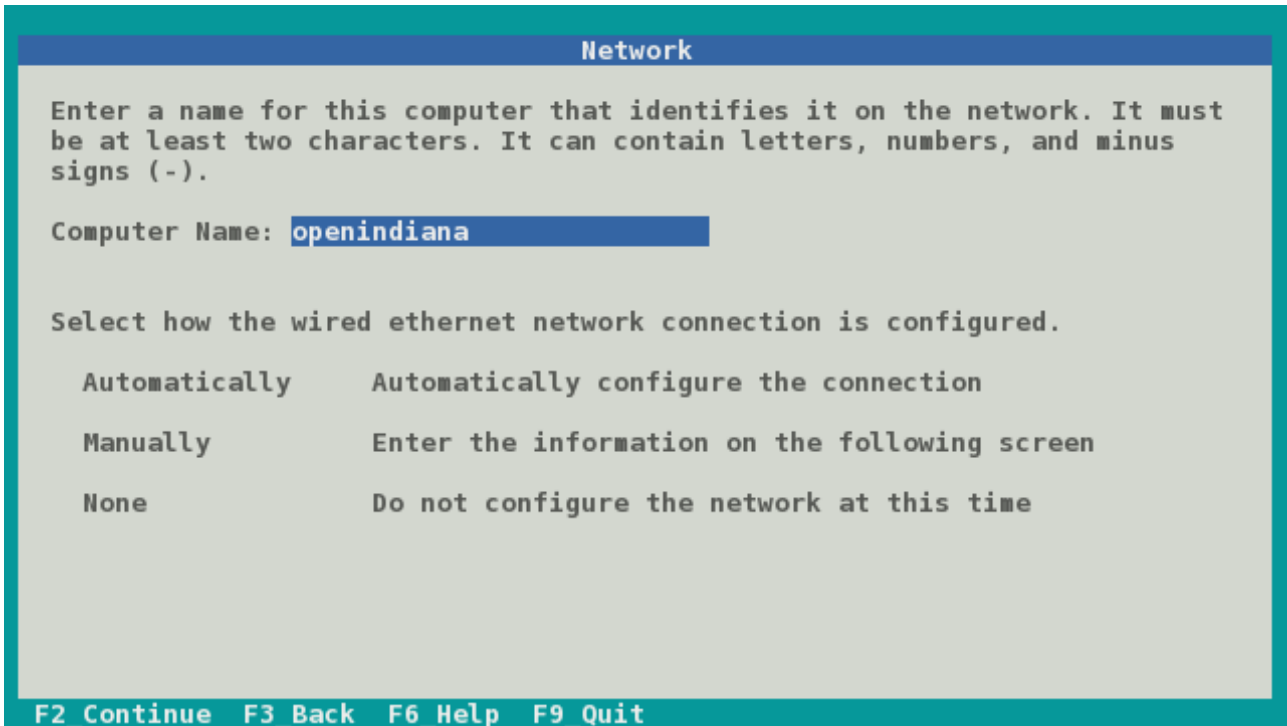 Network
Enter a name for this computer that identifies it on the network. It must
be at least two characters. It can contain letters, numbers, and minus
signs (-).
Computer Name: openindiana
Select how the wired ethernet network connection is configured.
Automatically Automatically configure the connection
Manually Enter the information on the following screen
None Do not configure the network at this time
F2 Continue F3 Back F6 Help F9 Quit